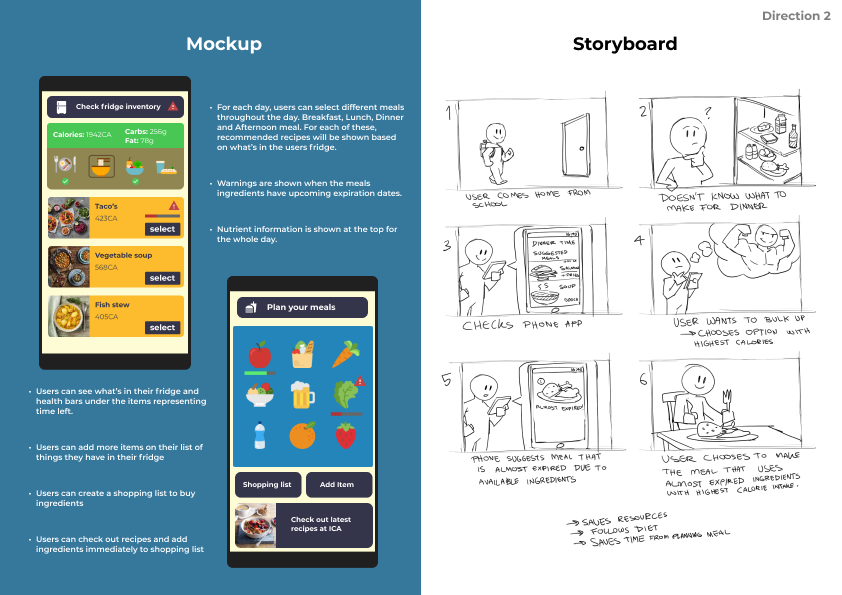 Direction 2
Mockup
Check fridge inventory
Calories: 1942CA
Carbs: 256g
Fat: 78g
Taco's
423CA
select
Vegetable soup
568CA
select
Fish stew
405CA
select
• For each day, users can select different meals
throughout the day. Breakfast, Lunch, Dinner
and Afternoon meal. For each of these,
recommended recipes will be shown based
on what's in the users fridge.
• Warnings are shown when the meals
ingredients have upcoming expiration dates.
• Nutrient information is shown at the top for
the whole day.
Plan your meals
Shopping list
Add Item
Check out latest
recipes at ICA
• Users can see what's in their fridge and
health bars under the items representing
time left.
• Users can add more items on their list of
things they have in their fridge
• Users can create a shopping list to buy
ingredients
• Users can check out recipes and add
ingredients immediately to shopping list
Storyboard
1
USER COMES HOME FROM
SCHOOL
2
?
DOESN'T KNOW WHAT TO
MAKE FOR DINNER
3
DINNER TIME
SUGGESTED
MEALS
SALMON
SOUP
CHECKS PHONE APP
4
USER WANTS TO BULK UP
→ CHOOSES OPTION WITH
HIGHEST CALORIES
5
ALMOST EXPIRED
PHONE SUGGESTS MEAL THAT
IS ALMOST EXPIRED DUE TO
AVAILABLE INGREDIENTS
6
USER CHOOSES TO MAKE
THE MEAL THAT USES
ALMOST EXPIRED INGREDIENTS
WITH HIGHEST CALORIE INTAKE.
→ SAVES RESOURCES
→ FOLLOWS DIET
→ SAVES TIME FROM PLANNING MEAL